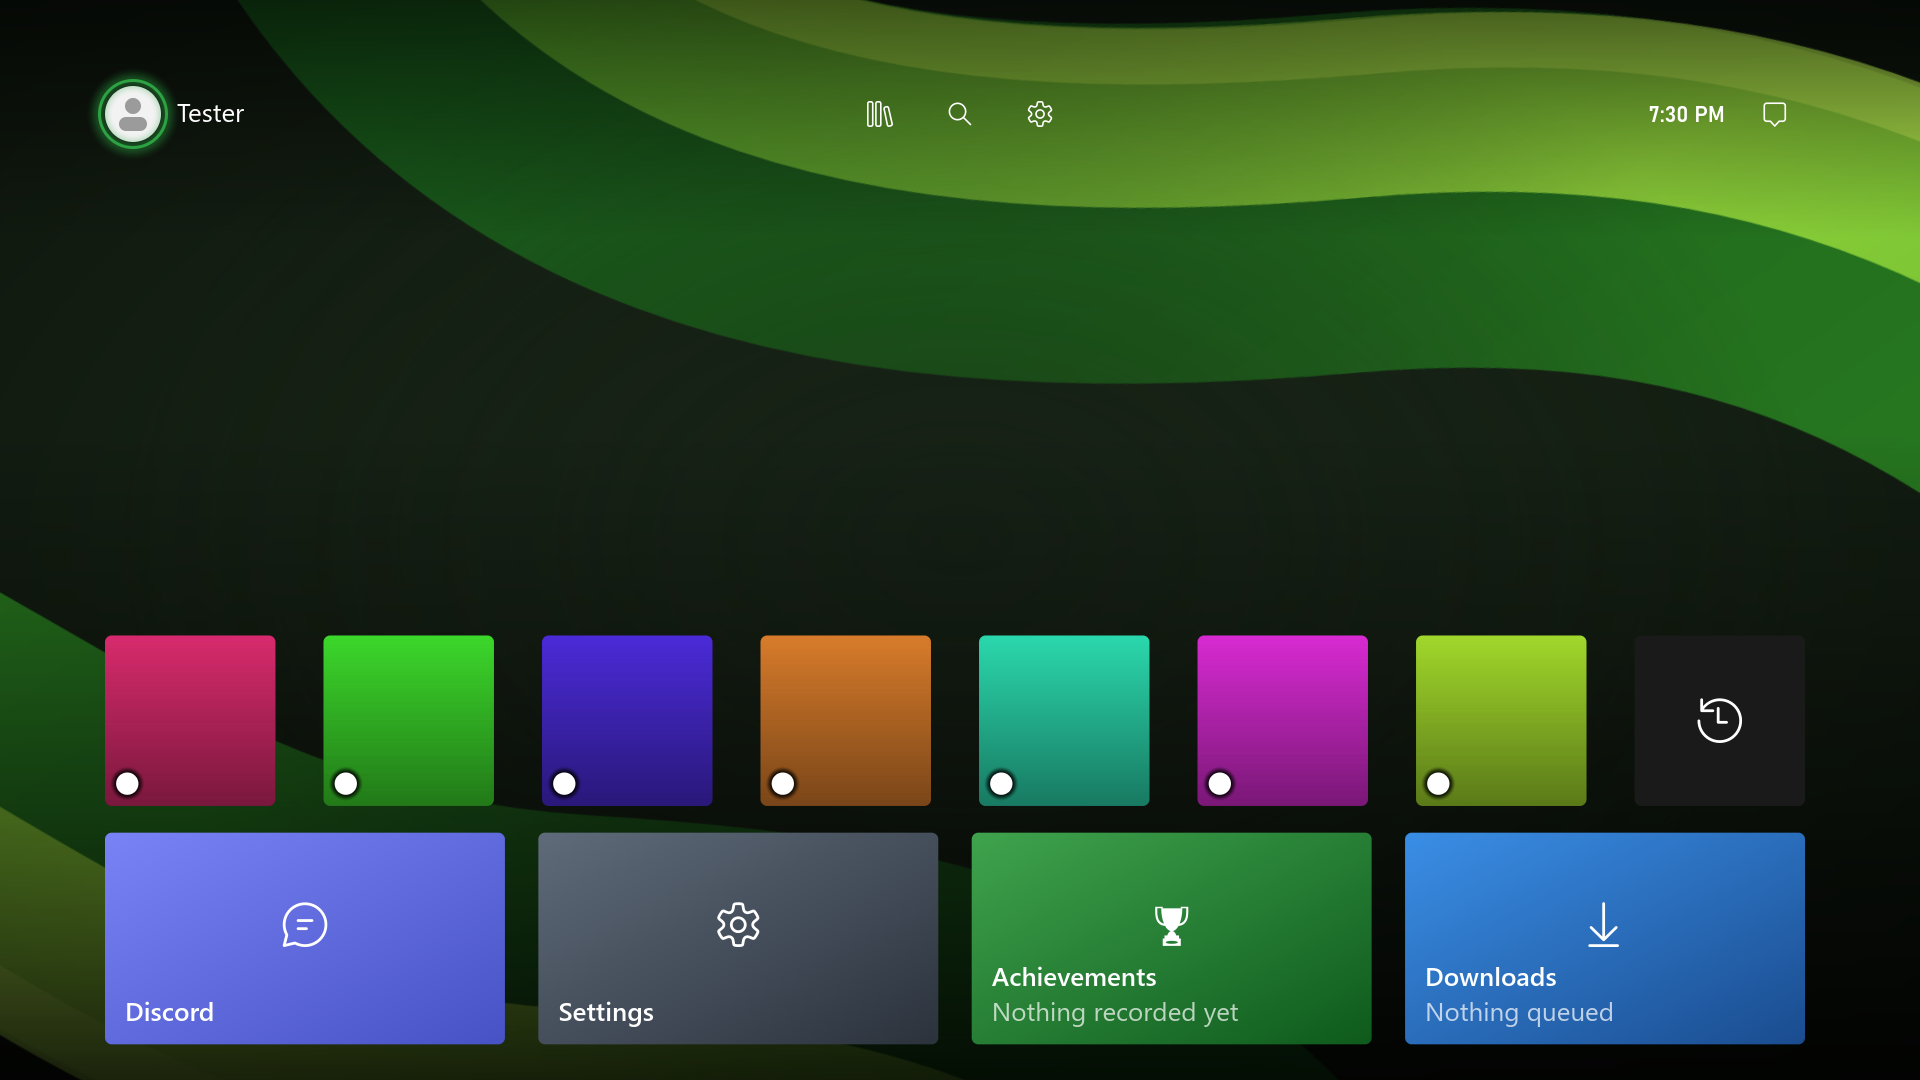 Tester
7:30 PM
Discord
Settings
Achievements
Nothing recorded yet
Downloads
Nothing queued